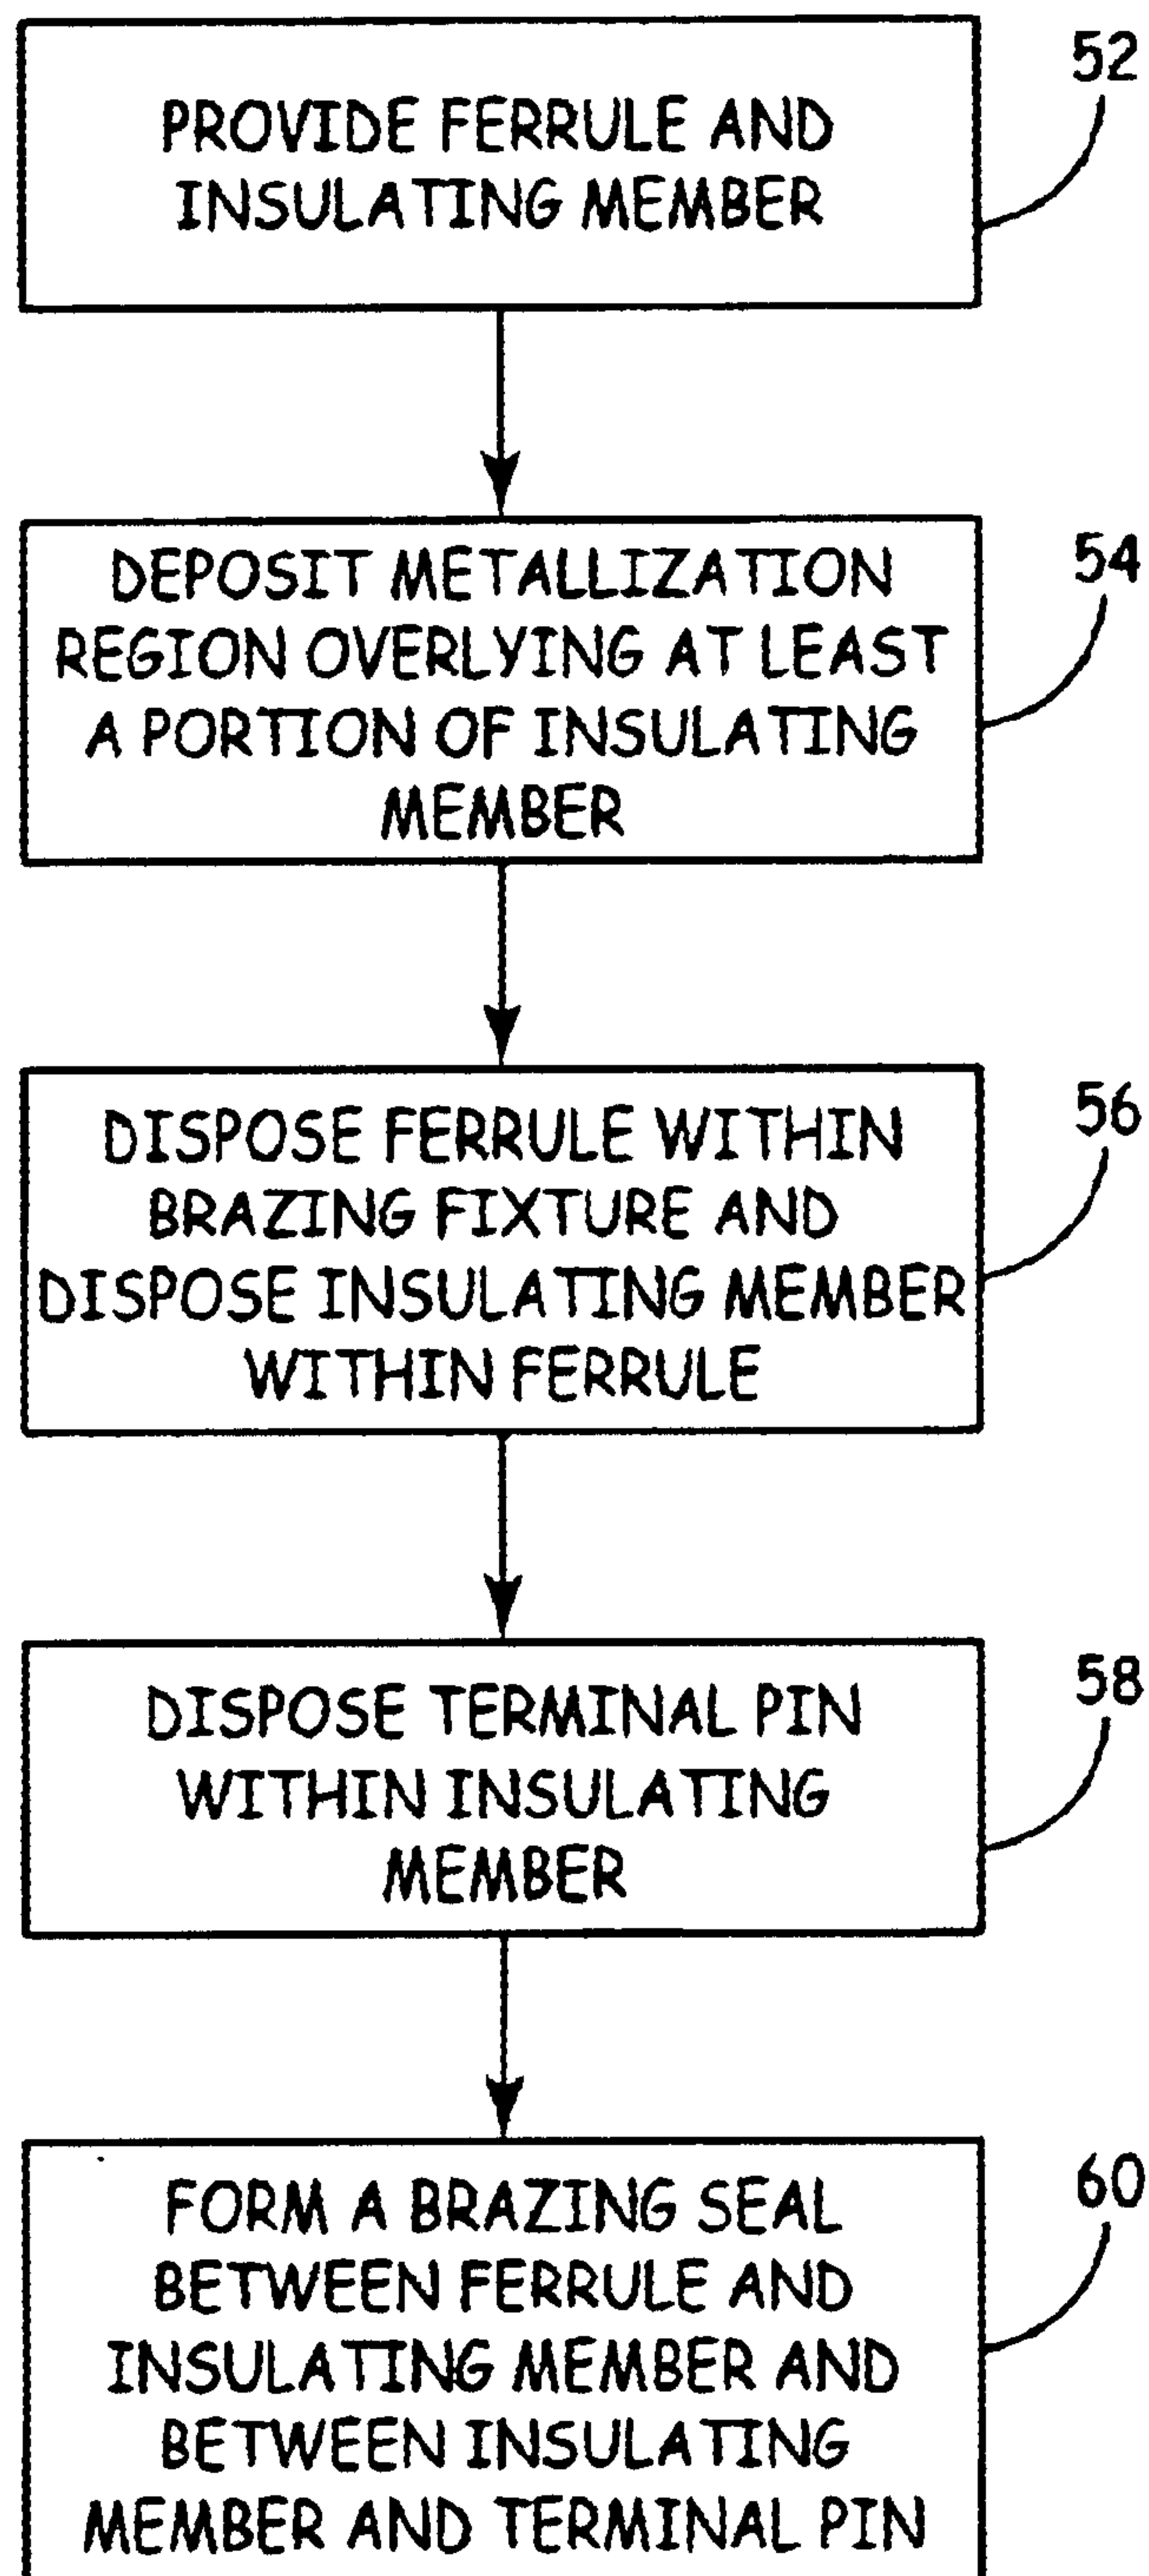 52
PROVIDE FERRULE AND
INSULATING MEMBER
54
DEPOSIT METALLIZATION
REGION OVERLYING AT LEAST
A PORTION OF INSULATING
MEMBER
56
DISPOSE FERRULE WITHIN
BRAZING FIXTURE AND
DISPOSE INSULATING MEMBER
WITHIN FERRULE
58
DISPOSE TERMINAL PIN
WITHIN INSULATING
MEMBER
60
FORM A BRAZING SEAL
BETWEEN FERRULE AND
INSULATING MEMBER AND
BETWEEN INSULATING
MEMBER AND TERMINAL PIN